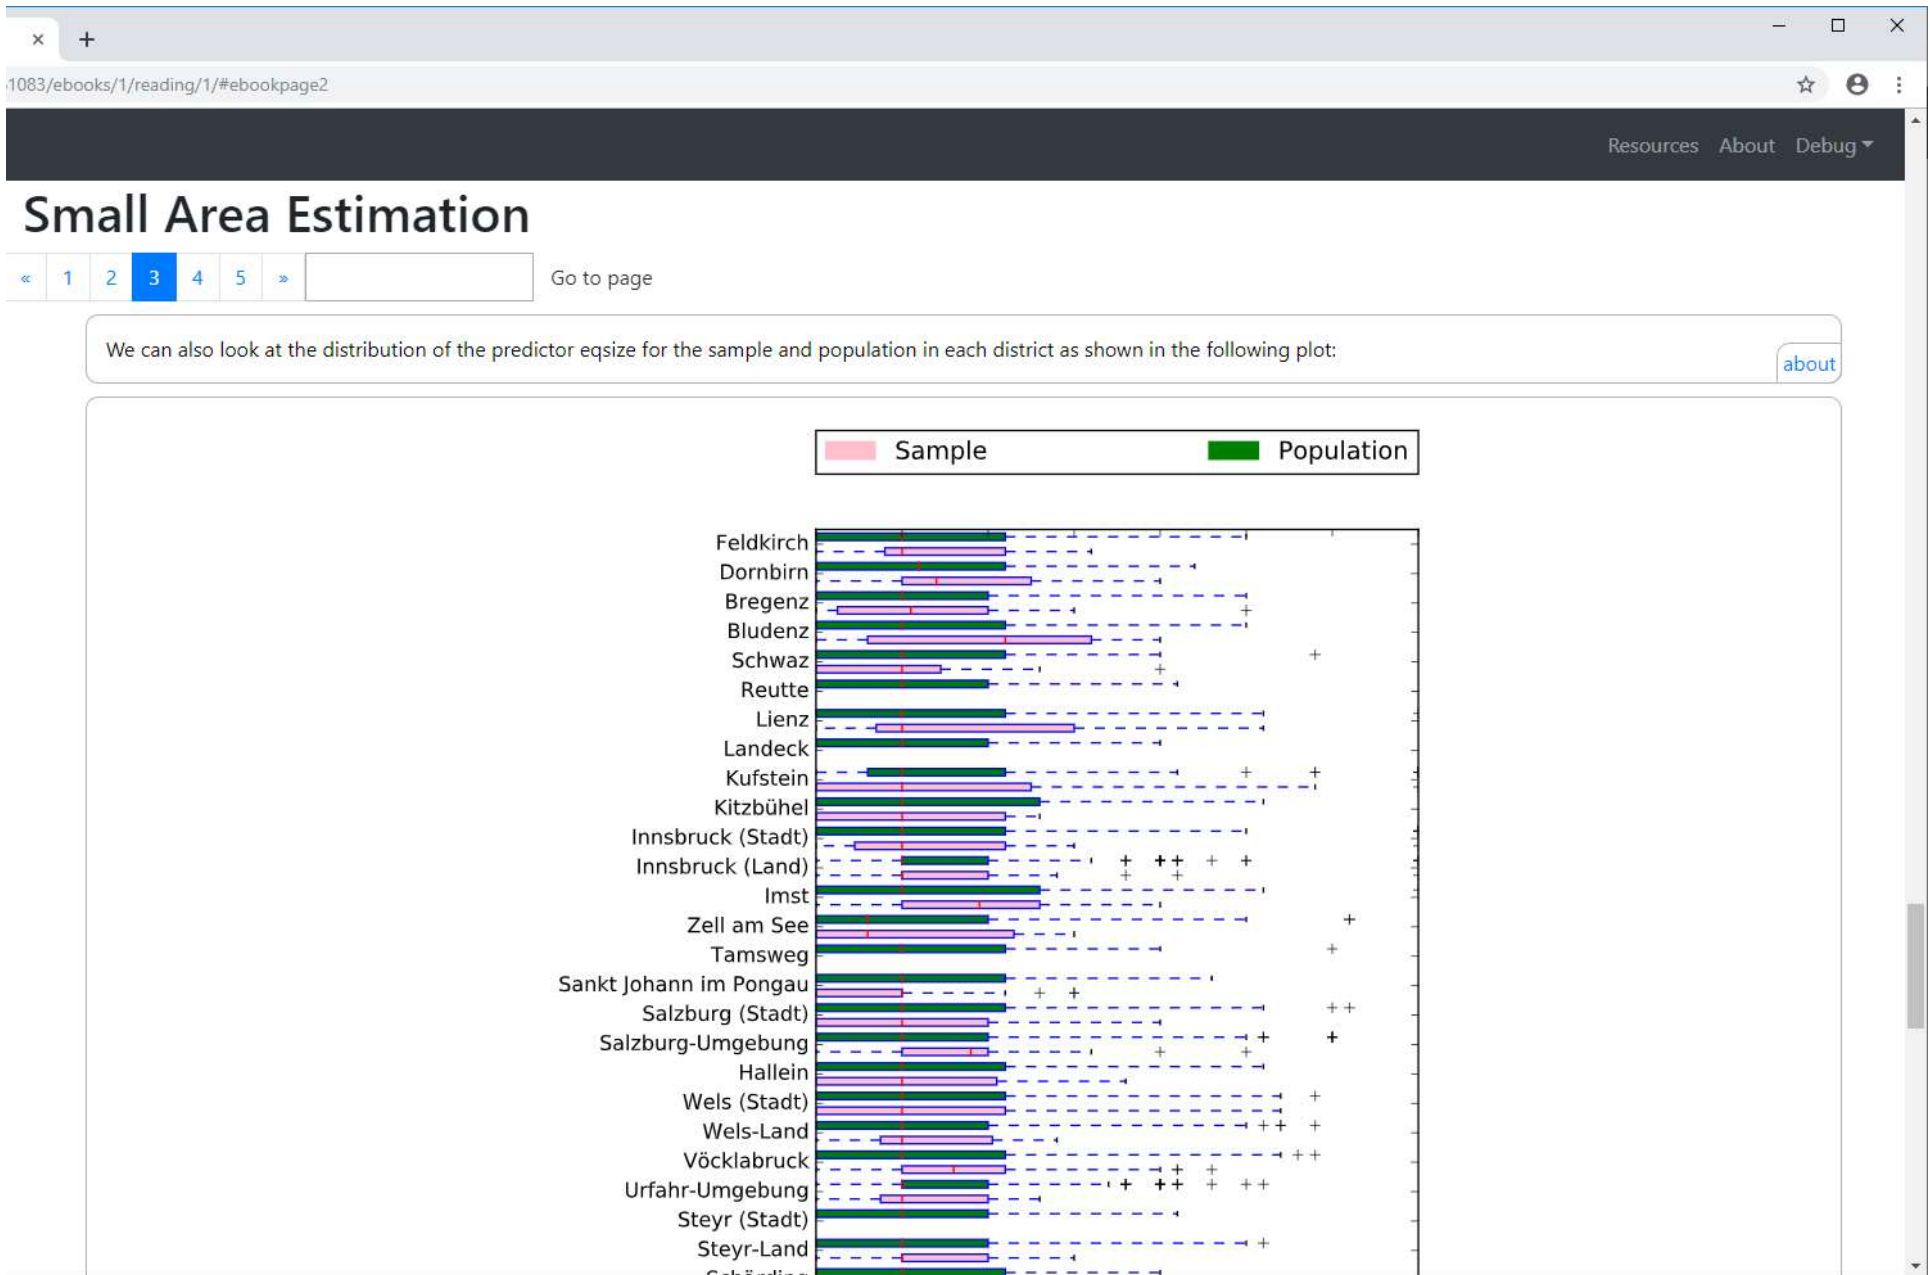 1083/ebooks/1/reading/1/#ebookpage2
Resources About Debug
Small Area Estimation
« 1 2 3 4 5 » Go to page
We can also look at the distribution of the predictor eqsize for the sample and population in each district as shown in the following plot:
about
Sample Population
Feldkirch
Dornbirn
Bregenz
Bludenz
Schwaz
Reutte
Lienz
Landeck
Kufstein
Kitzbühel
Innsbruck (Stadt)
Innsbruck (Land)
Imst
Zell am See
Tamsweg
Sankt Johann im Pongau
Salzburg (Stadt)
Salzburg-Umgebung
Hallein
Wels (Stadt)
Wels-Land
Vöcklabruck
Urfahr-Umgebung
Steyr (Stadt)
Steyr-Land